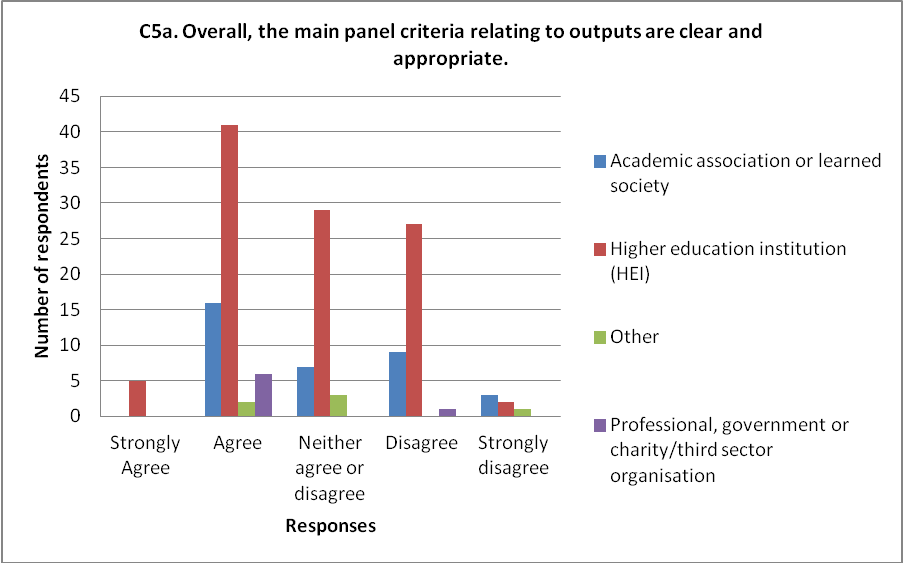 C5a. Overall, the main panel criteria relating to outputs are clear and
appropriate.
45
40
35
30
25
20
15
10
5
0
Number of respondents
Strongly
Agree
Agree
Neither
agree or
disagree
Disagree
Strongly
disagree
Responses
Academic association or learned
society
Higher education institution
(HEI)
Other
Professional, government or
charity/third sector
organisation